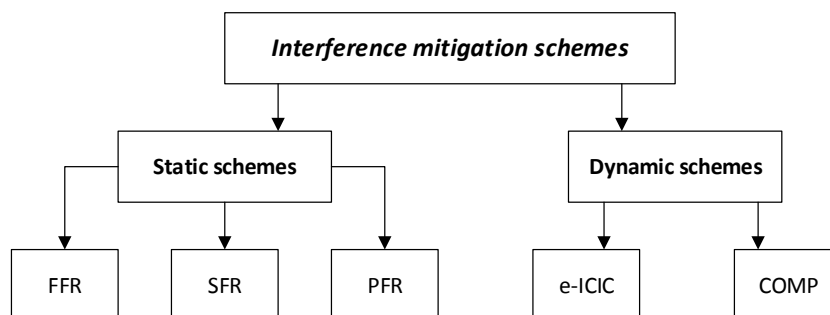 Interference mitigation schemes
Static schemes
Dynamic schemes
FFR
SFR
PFR
e-ICIC
COMP